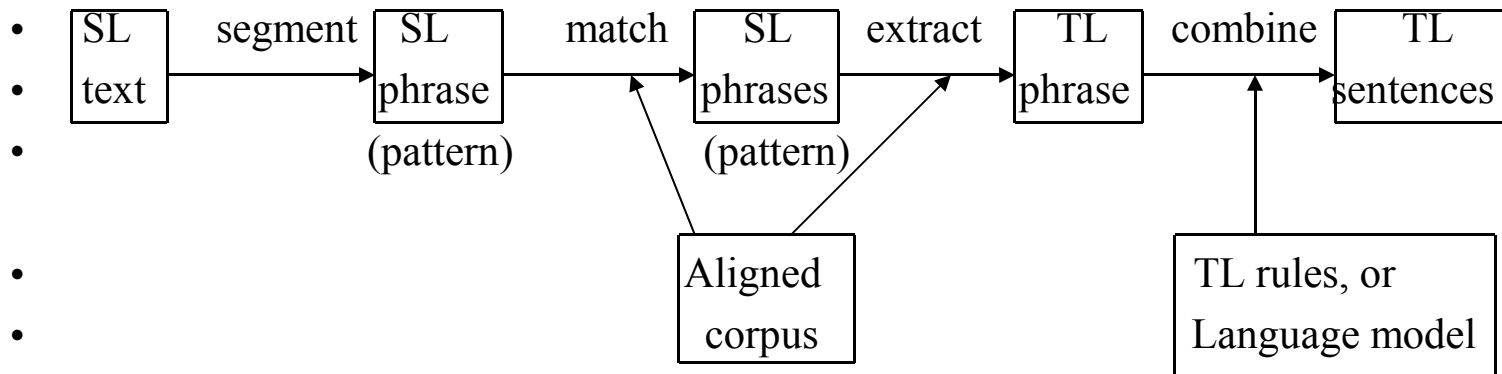 • SL segment SL match SL extract TL combine TL
• text phrase phrases phrase sentences
• (pattern) (pattern)
• Aligned TL rules, or
• corpus Language model